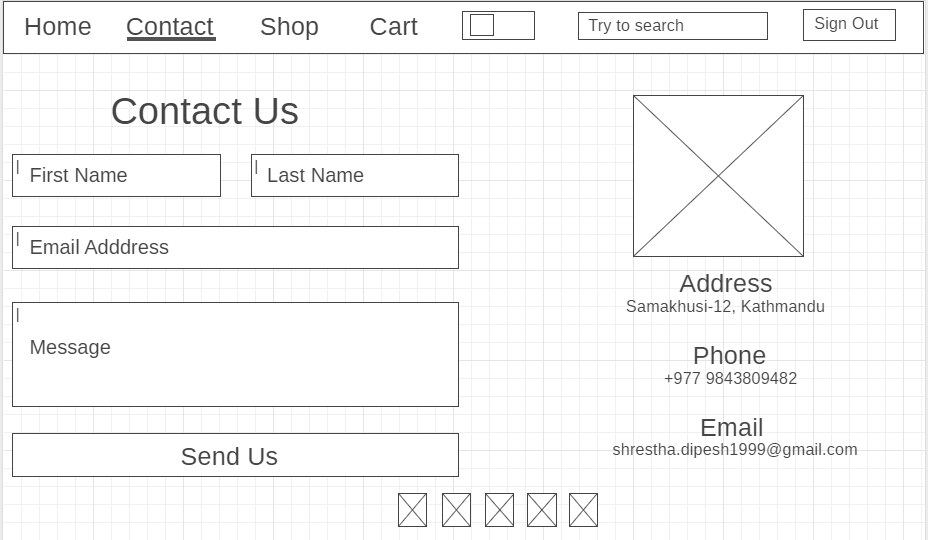 Home Contact Shop Cart Try to search Sign Out
Contact Us
First Name Last Name
Email Adddress
Message
Send Us
Address
Samakhusi-12, Kathmandu
Phone
+977 9843809482
Email
shrestha.dipesh1999@gmail.com